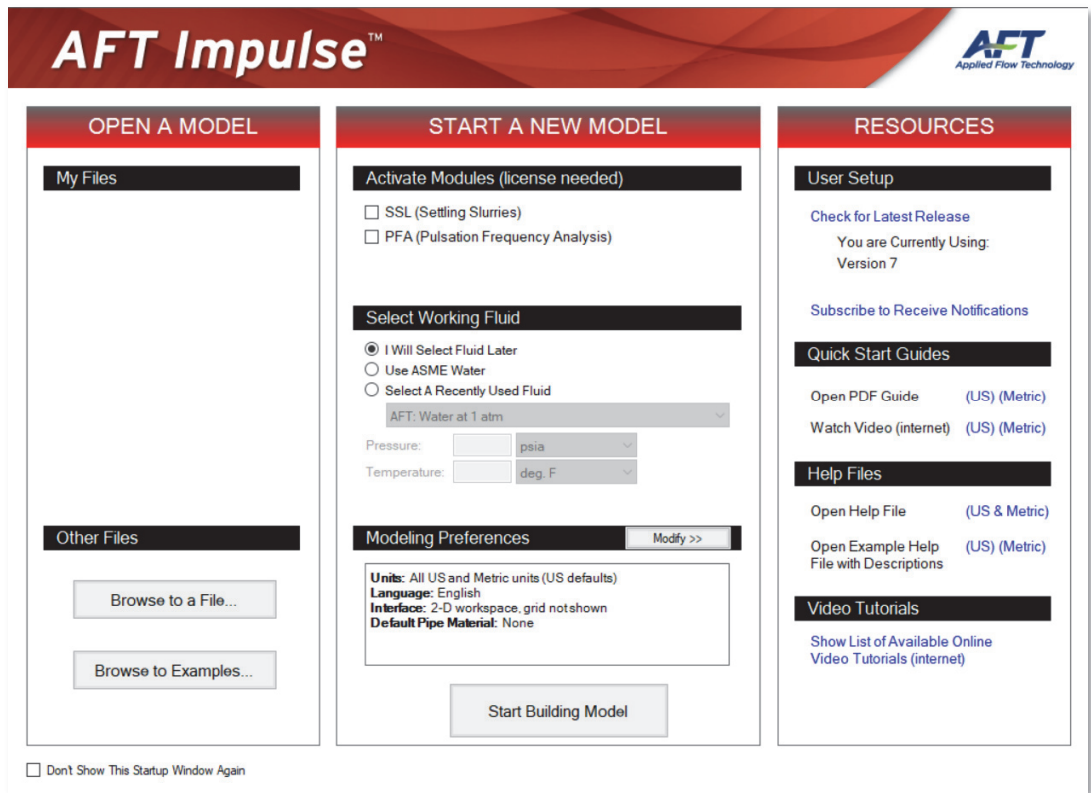 AFT Impulse™
AFT
Applied Flow Technology
OPEN A MODEL
My Files
Other Files
Browse to a File...
Browse to Examples...
START A NEW MODEL
Activate Modules (license needed)
SSL (Settling Slurries)
PFA (Pulsation Frequency Analysis)
Select Working Fluid
I Will Select Fluid Later
Use ASME Water
Select A Recently Used Fluid
AFT: Water at 1 atm
Pressure: psia
Temperature: deg. F
Modeling Preferences Modify >>
Units: All US and Metric units (US defaults)
Language: English
Interface: 2-D workspace, grid not shown
Default Pipe Material: None
Start Building Model
RESOURCES
User Setup
Check for Latest Release
You are Currently Using:
Version 7
Subscribe to Receive Notifications
Quick Start Guides
Open PDF Guide (US) (Metric)
Watch Video (internet) (US) (Metric)
Help Files
Open Help File (US & Metric)
Open Example Help (US) (Metric)
File with Descriptions
Video Tutorials
Show List of Available Online
Video Tutorials (internet)
Don't Show This Startup Window Again